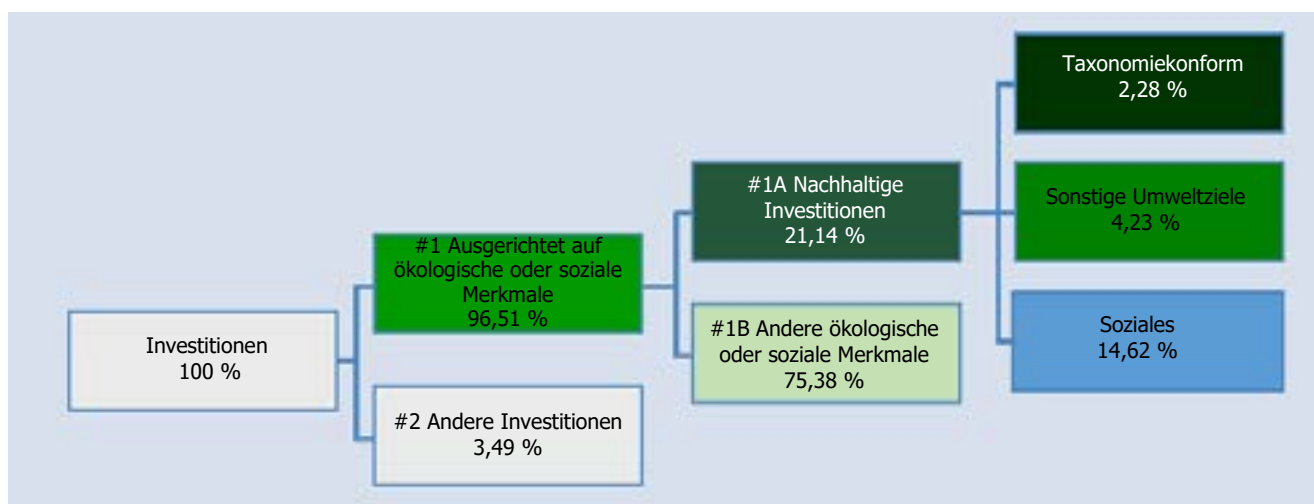 Investitionen
100 %
#1 Ausgerichtet auf
ökologische oder soziale
Merkmale
96,51 %
#2 Andere Investitionen
3,49 %
#1A Nachhaltige
Investitionen
21,14 %
#1B Andere ökologische
oder soziale Merkmale
75,38 %
Taxonomiekonform
2,28 %
Sonstige Umweltziele
4,23 %
Soziales
14,62 %